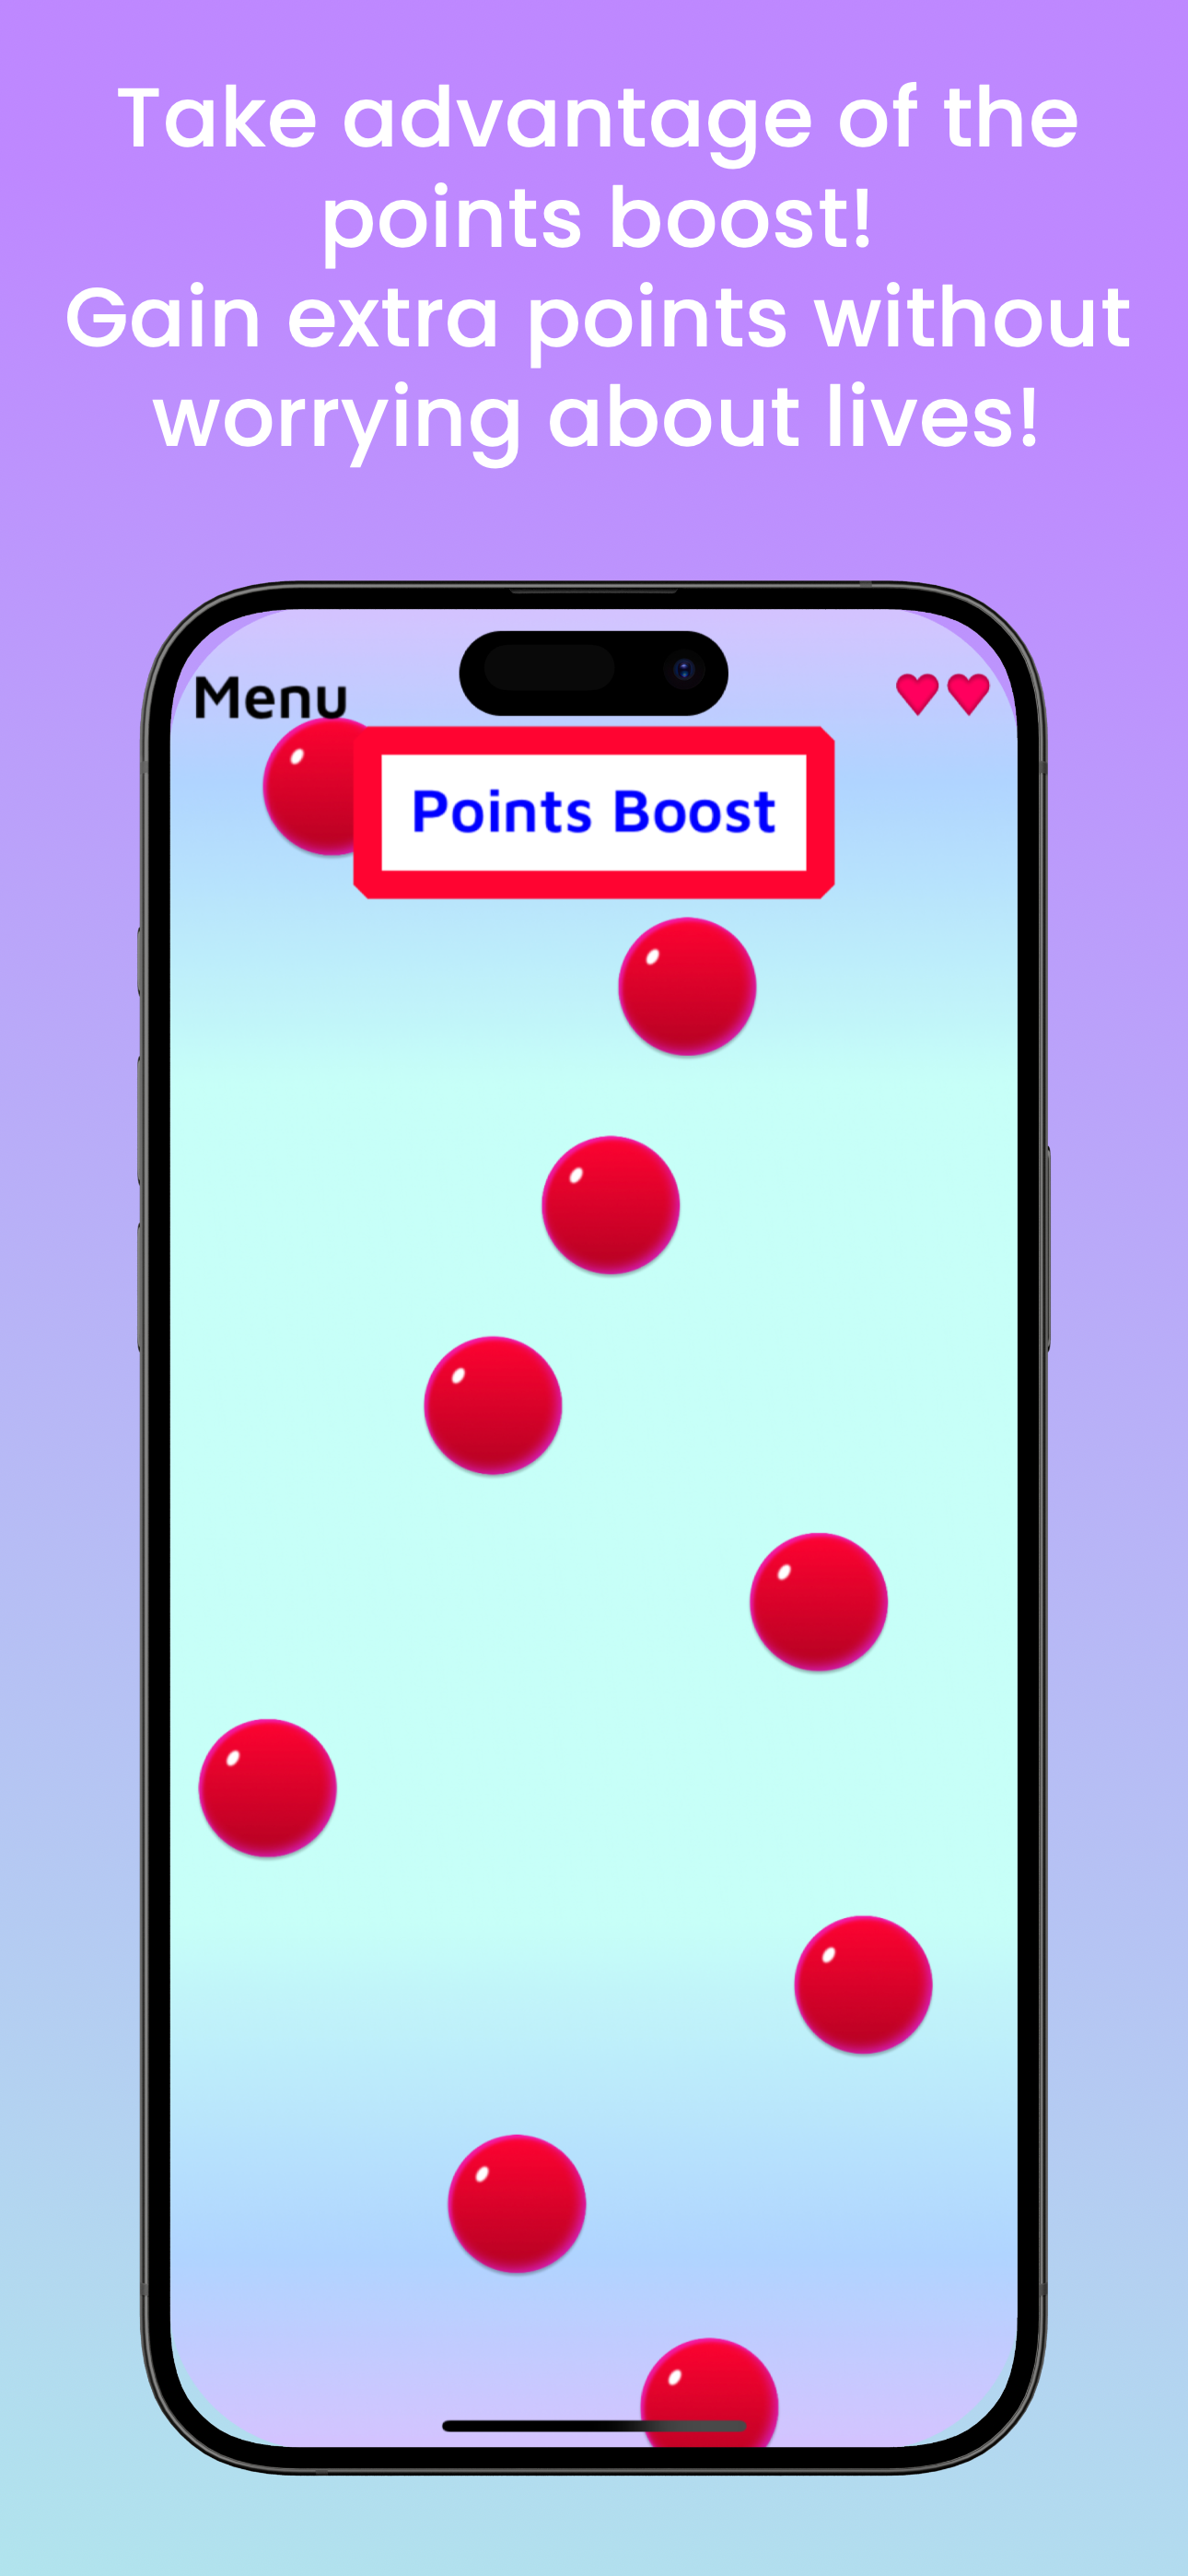 Take advantage of the
points boost!
Gain extra points without
worrying about lives!
Menu
Points Boost